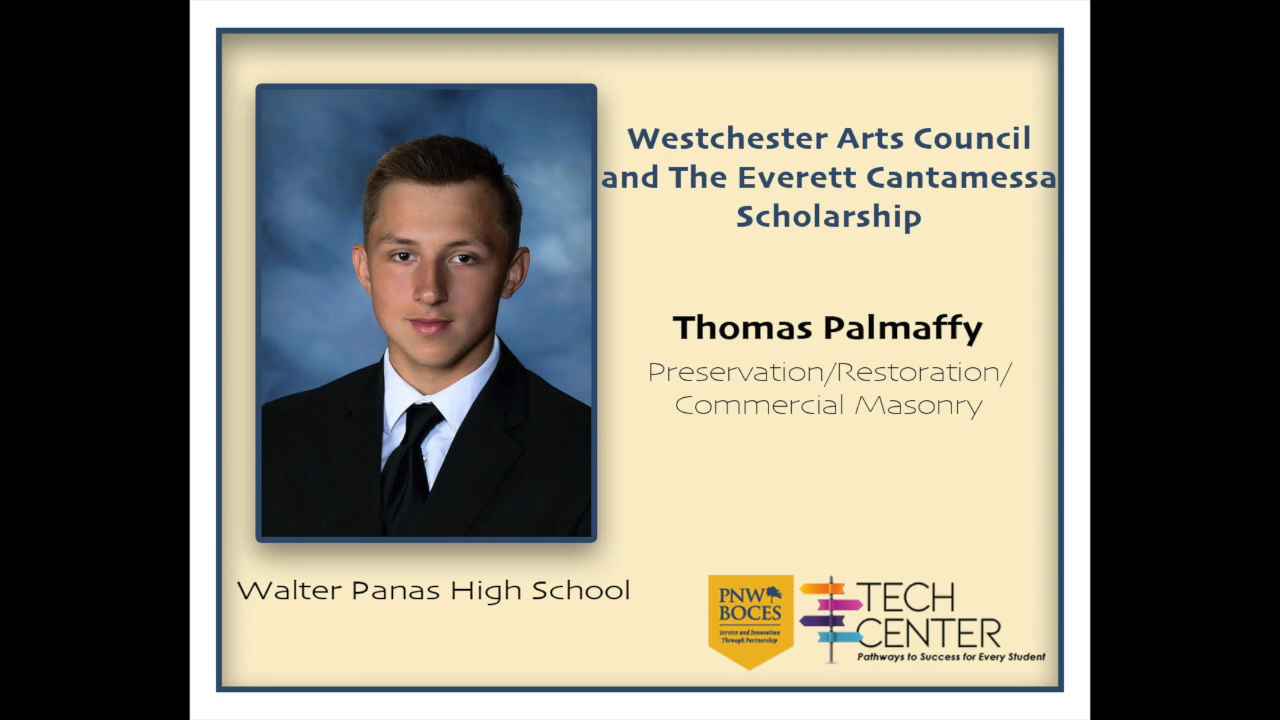 Westchester Arts Council
and The Everett Cantamessa
Scholarship
Thomas Palmaffy
Preservation/Restoration/
Commercial Masonry
Walter Panas High School
PNW
BOCES
Service and Innovation
Through Partnership
TECH
CENTER
Pathways to Success for Every Student